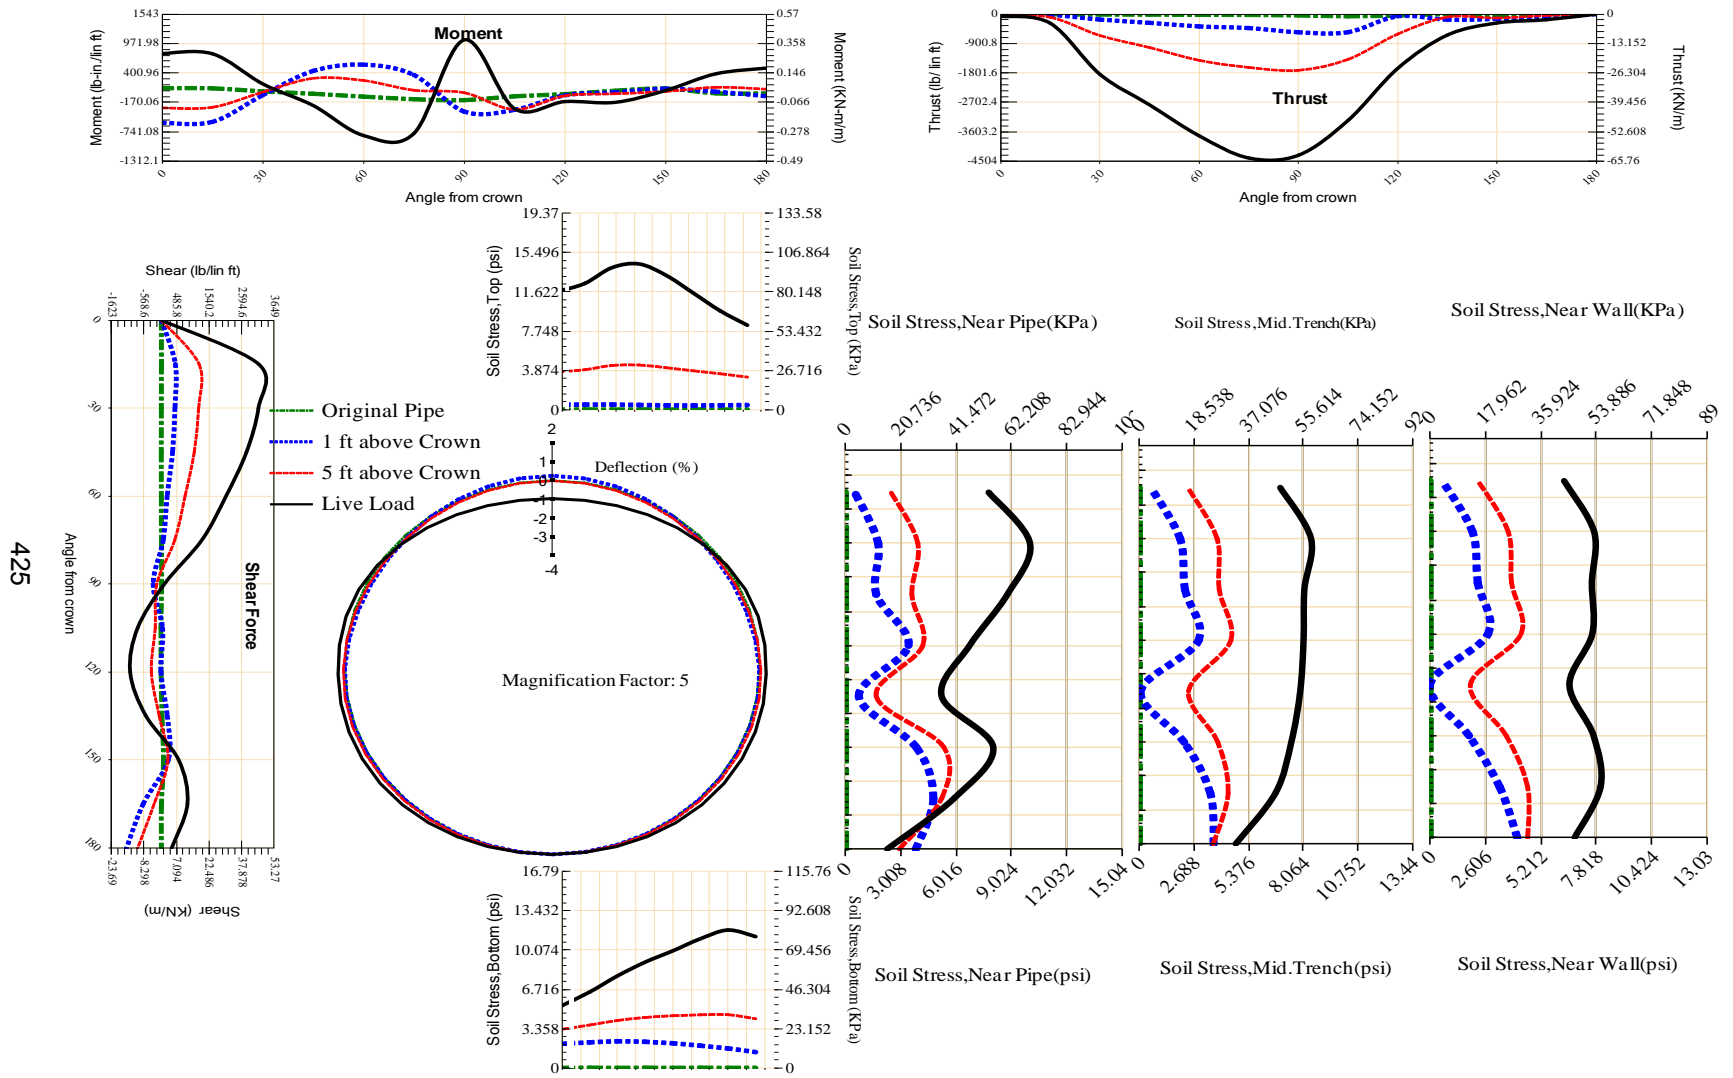 Moment
Moment (lb-in./lin ft)
1543
971.98
400.96
-170.06
-741.08
-1312.1
0.57
0.358
0.146
-0.066
-0.278
-0.49
Moment (KN-m/m)
0 30 60 90 120 150 180
Angle from crown
Thrust
Thrust (lb/ lin ft)
0
-900.8
-1801.6
-2702.4
-3603.2
-4504
0
-13.152
-26.304
-39.456
-52.608
-65.76
Thrust (KN/m)
0 30 60 90 120 150 180
Angle from crown
Soil Stress,Top (psi)
19.37
15.496
11.622
7.748
3.874
0
133.58
106.864
80.148
53.432
26.716
0
Soil Stress,Top (KPa)
Shear (lb/lin ft)
-1623 -568.6 485.8 1540.2 2594.6 3649
0
30
60
90
120
150
180
Angle from crown
Shear Force
-23.69 -8.298 7.094 22.486 37.878 53.27
Shear (KN/m)
425
Original Pipe
1 ft above Crown
5 ft above Crown
Live Load
2
1
0
-1
-2
-3
-4
Deflection (%)
Magnification Factor: 5
Soil Stress,Bottom (psi)
16.79
13.432
10.074
6.716
3.358
0
115.76
92.608
69.456
46.304
23.152
0
Soil Stress,Bottom (KPa)
Soil Stress,Near Pipe(KPa)
0 20.736 41.472 62.208 82.944
0 3.008 6.016 9.024 12.032 15.04
Soil Stress,Near Pipe(psi)
Soil Stress,Mid.Trench(KPa)
0 18.538 37.076 55.614 74.152 92
0 2.688 5.376 8.064 10.752 13.44
Soil Stress,Mid.Trench(psi)
Soil Stress,Near Wall(KPa)
0 17.962 35.924 53.886 71.848 89
0 2.606 5.212 7.818 10.424 13.03
Soil Stress,Near Wall(psi)